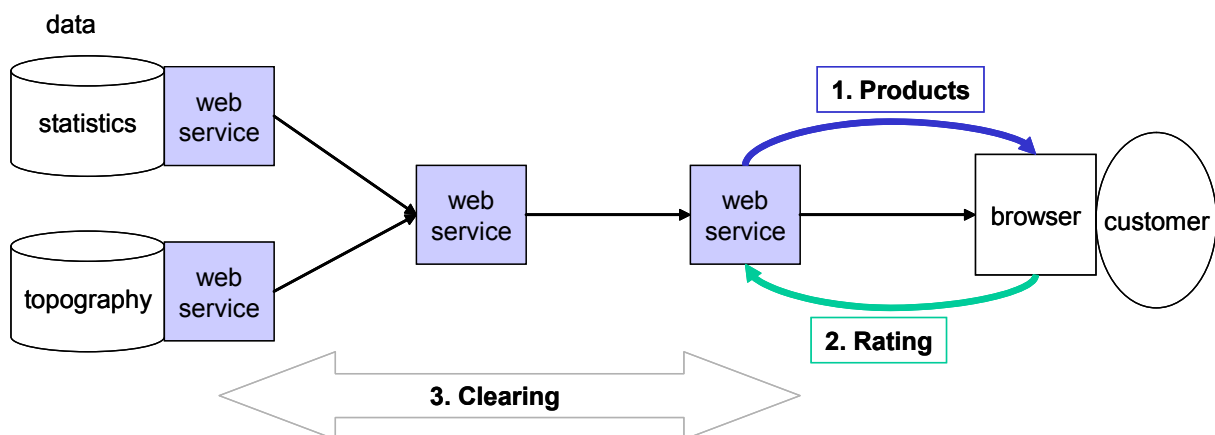 data
statistics
web
service
topography
web
service
web
service
web
service
1. Products
browser
customer
2. Rating
3. Clearing